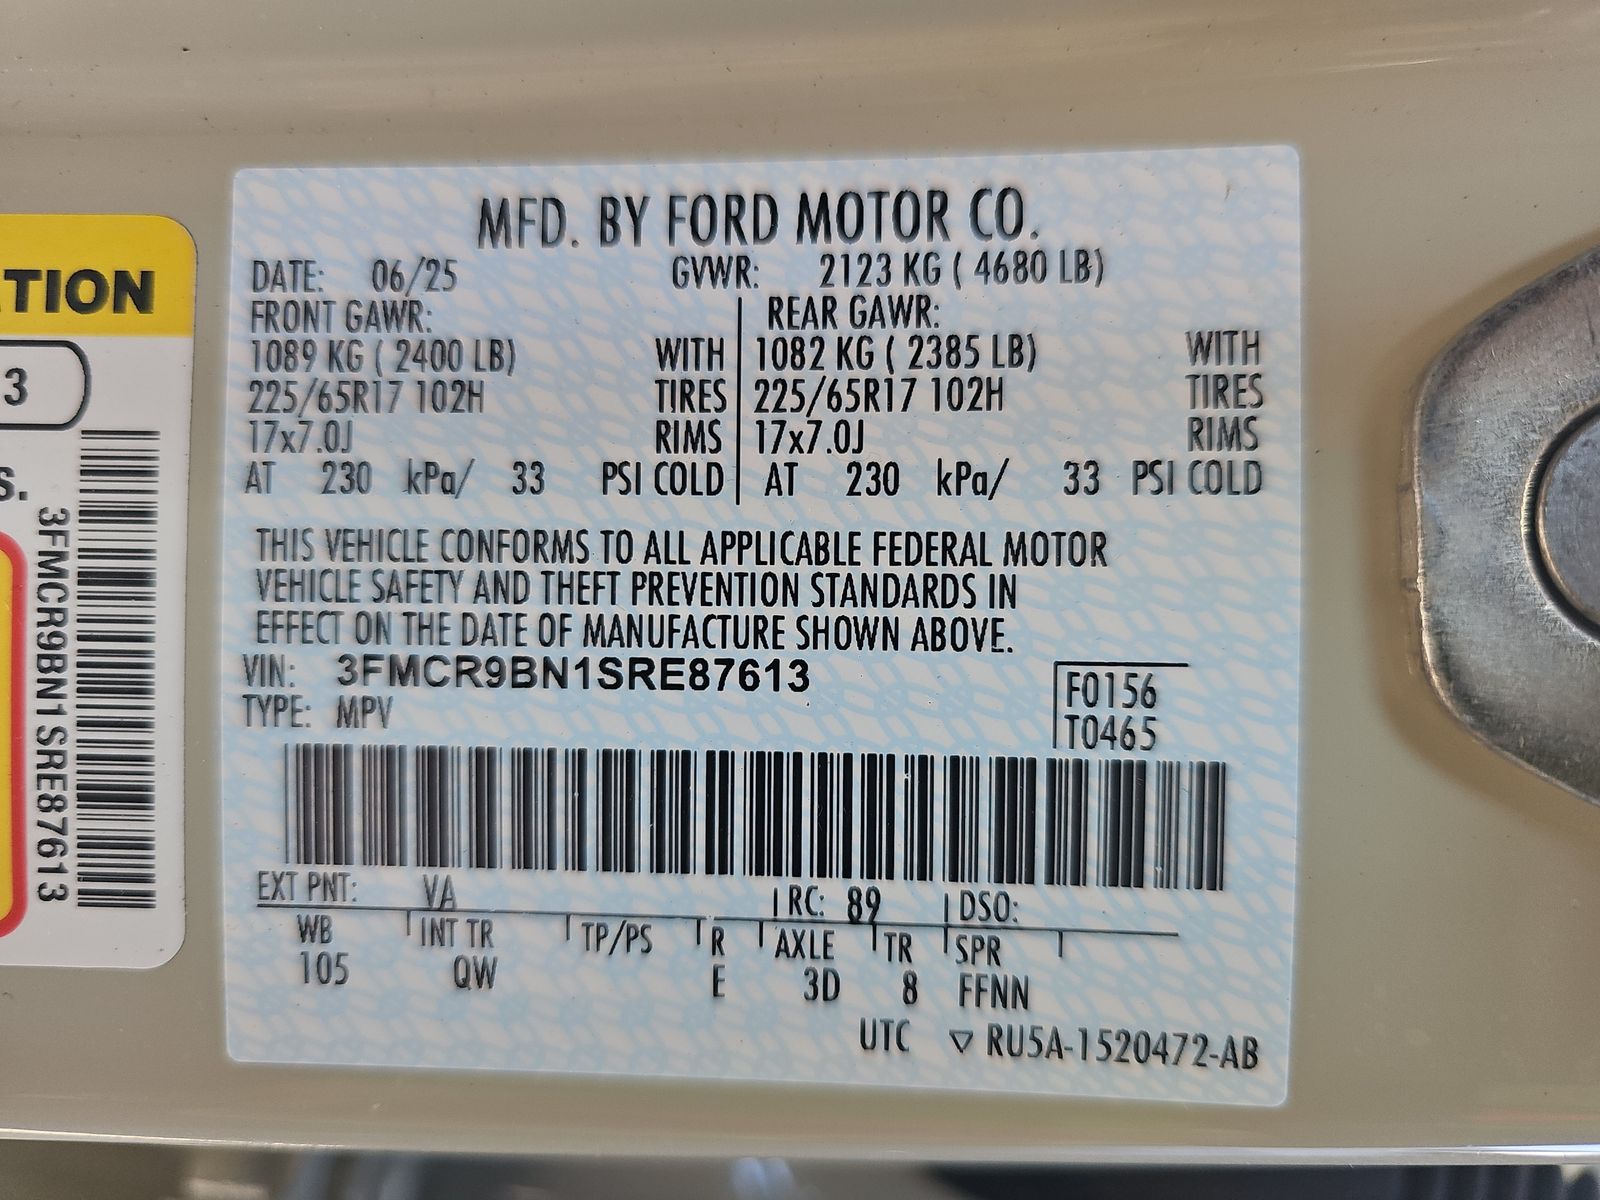 TION
3
S.
3FMCR9BN1SRE87613
MFD. BY FORD MOTOR CO.
DATE: 06/25 GVWR: 2123 KG ( 4680 LB)
FRONT GAWR: REAR GAWR:
1089 KG ( 2400 LB) WITH 1082 KG ( 2385 LB) WITH
225/65R17 102H TIRES 225/65R17 102H TIRES
17x7.0J RIMS 17x7.0J RIMS
AT 230 kPa/ 33 PSI COLD AT 230 kPa/ 33 PSI COLD
THIS VEHICLE CONFORMS TO ALL APPLICABLE FEDERAL MOTOR
VEHICLE SAFETY AND THEFT PREVENTION STANDARDS IN
EFFECT ON THE DATE OF MANUFACTURE SHOWN ABOVE.
VIN: 3FMCR9BN1SRE87613
TYPE: MPV
F0156
T0465
EXT PNT: VA RC: 89 DSO:
WB INT TR TP/PS R AXLE TR SPR
105 QW E 3D 8 FFNN
UTC ▽ RU5A-1520472-AB